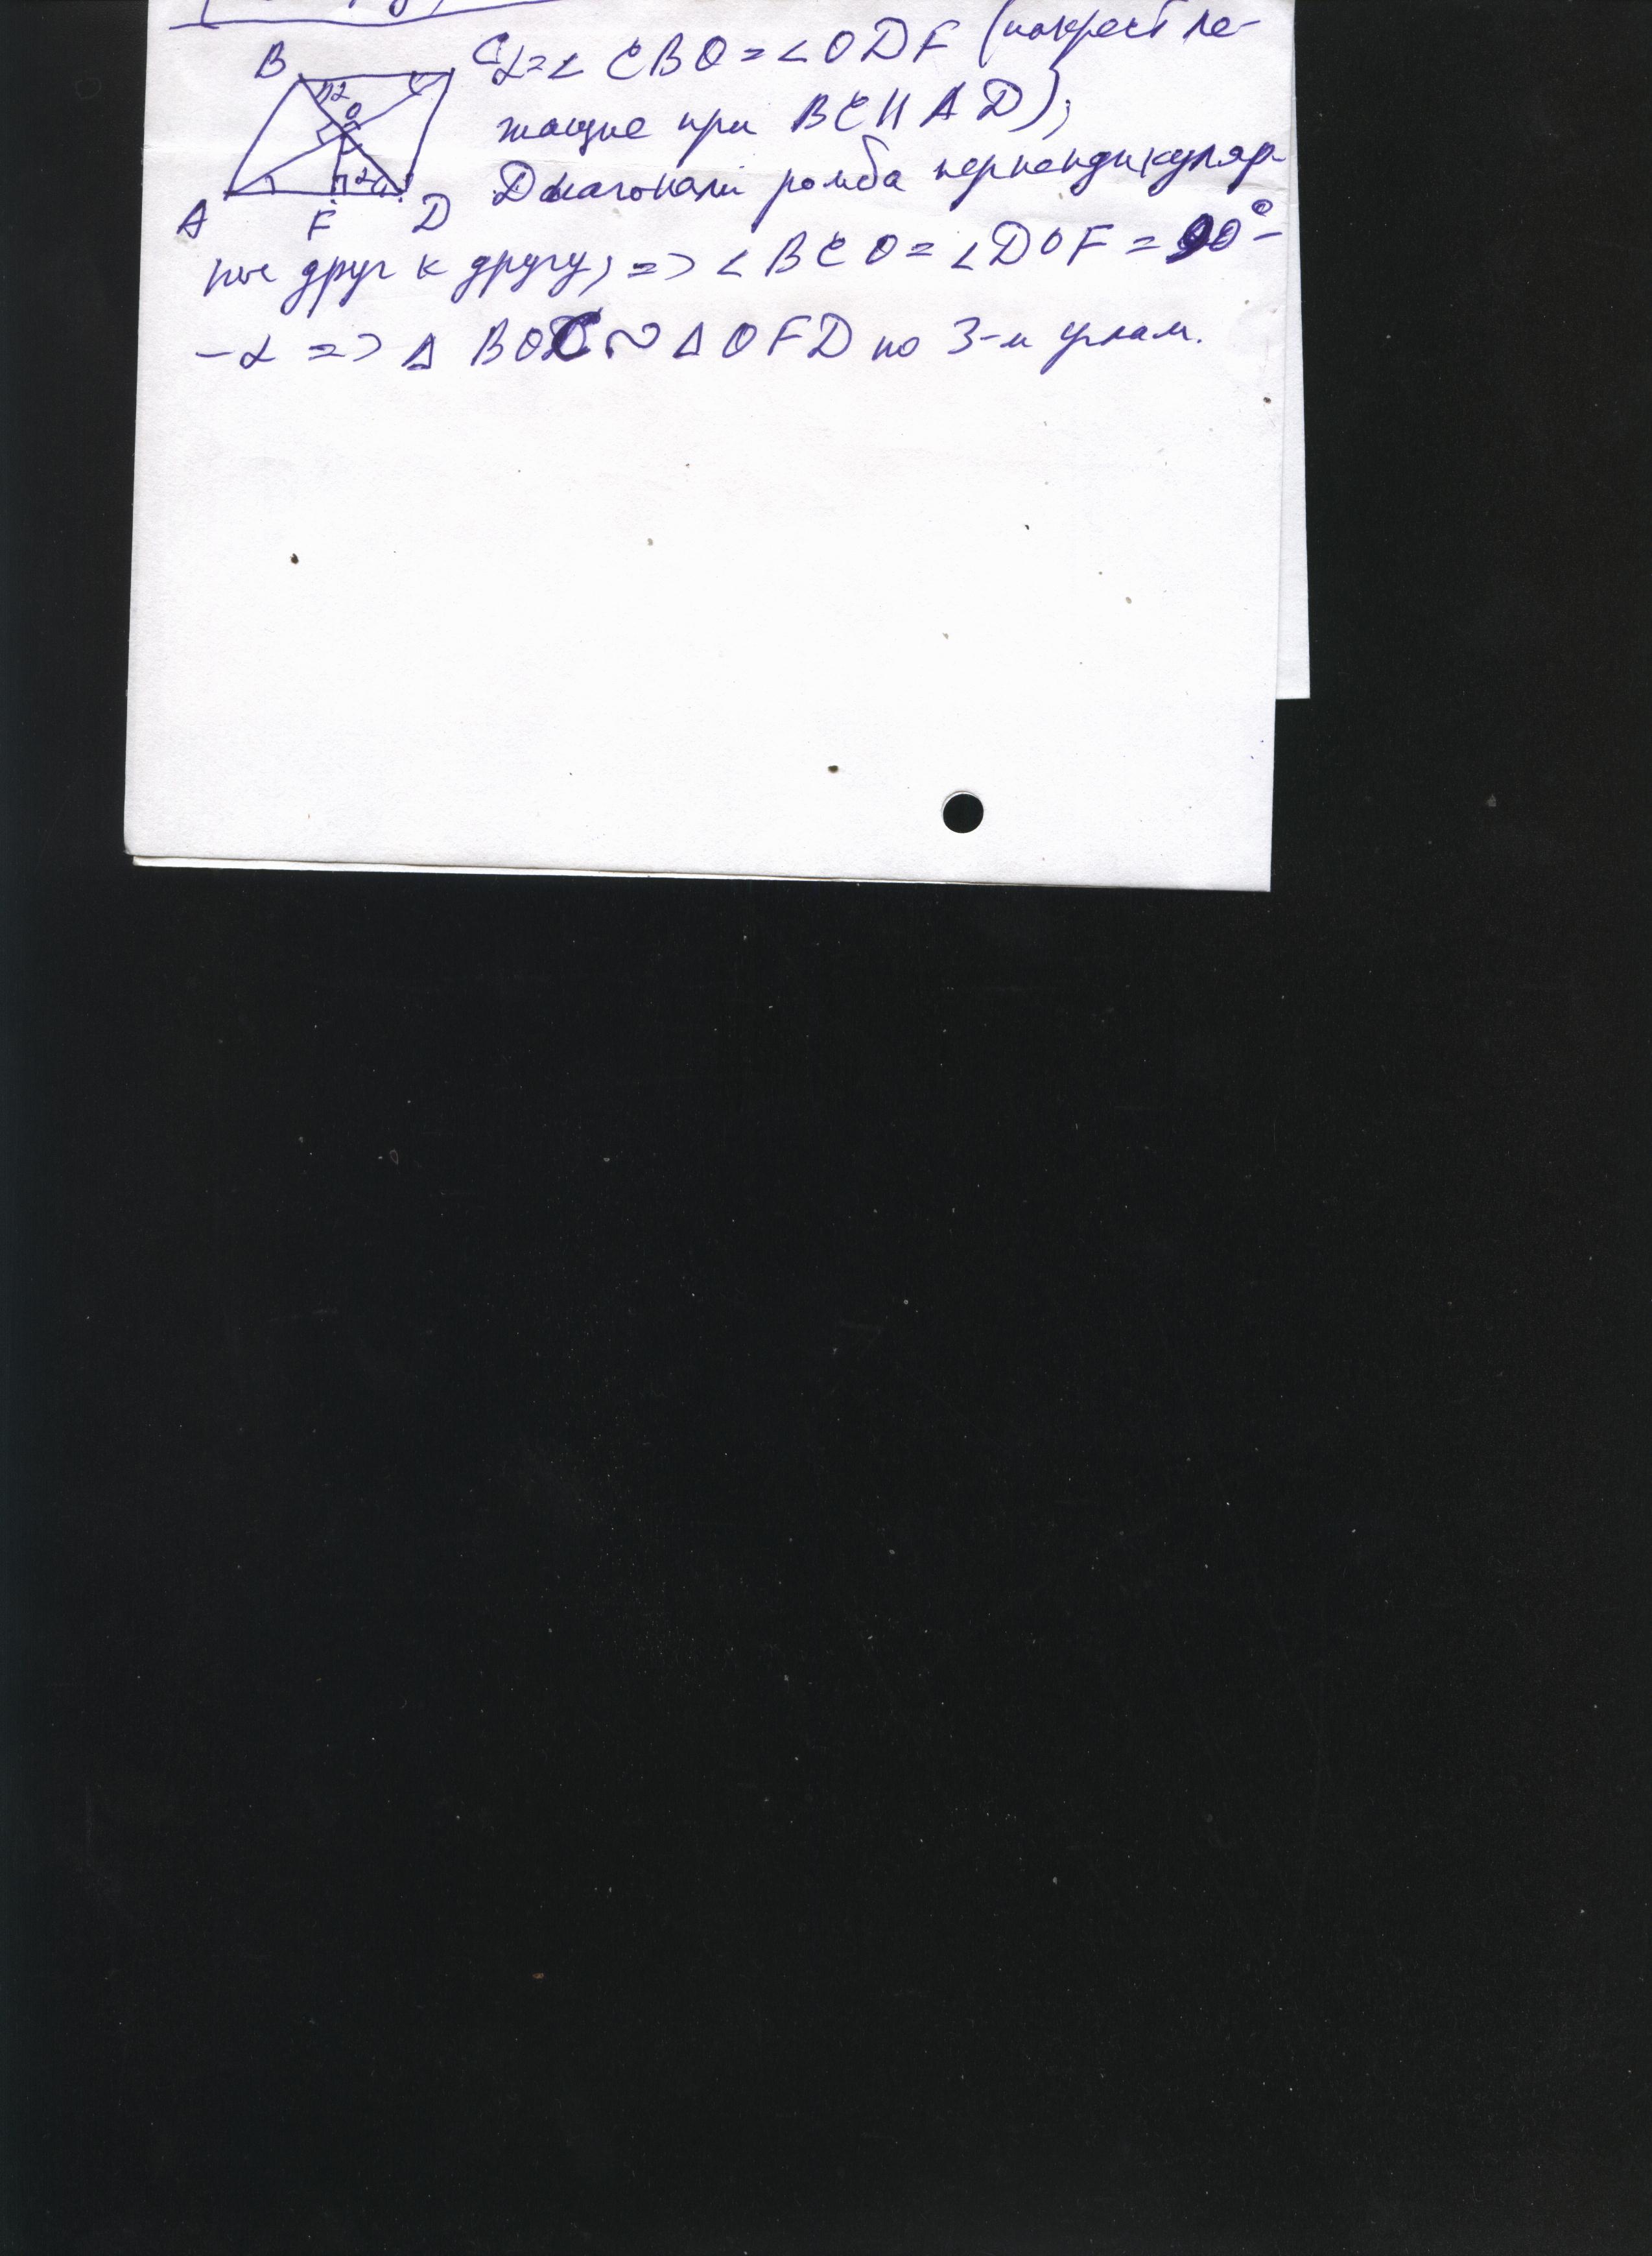 B C α=∠CBO=∠ODF (накрест ле-
α O
жащие при BC||AD);
α
A F D Диагонали ромба перпендикуляр-
ны друг к другу, => ∠BCO=∠DOF=90°-
-α => Δ BOC ~ Δ OFD по 3-м углам.